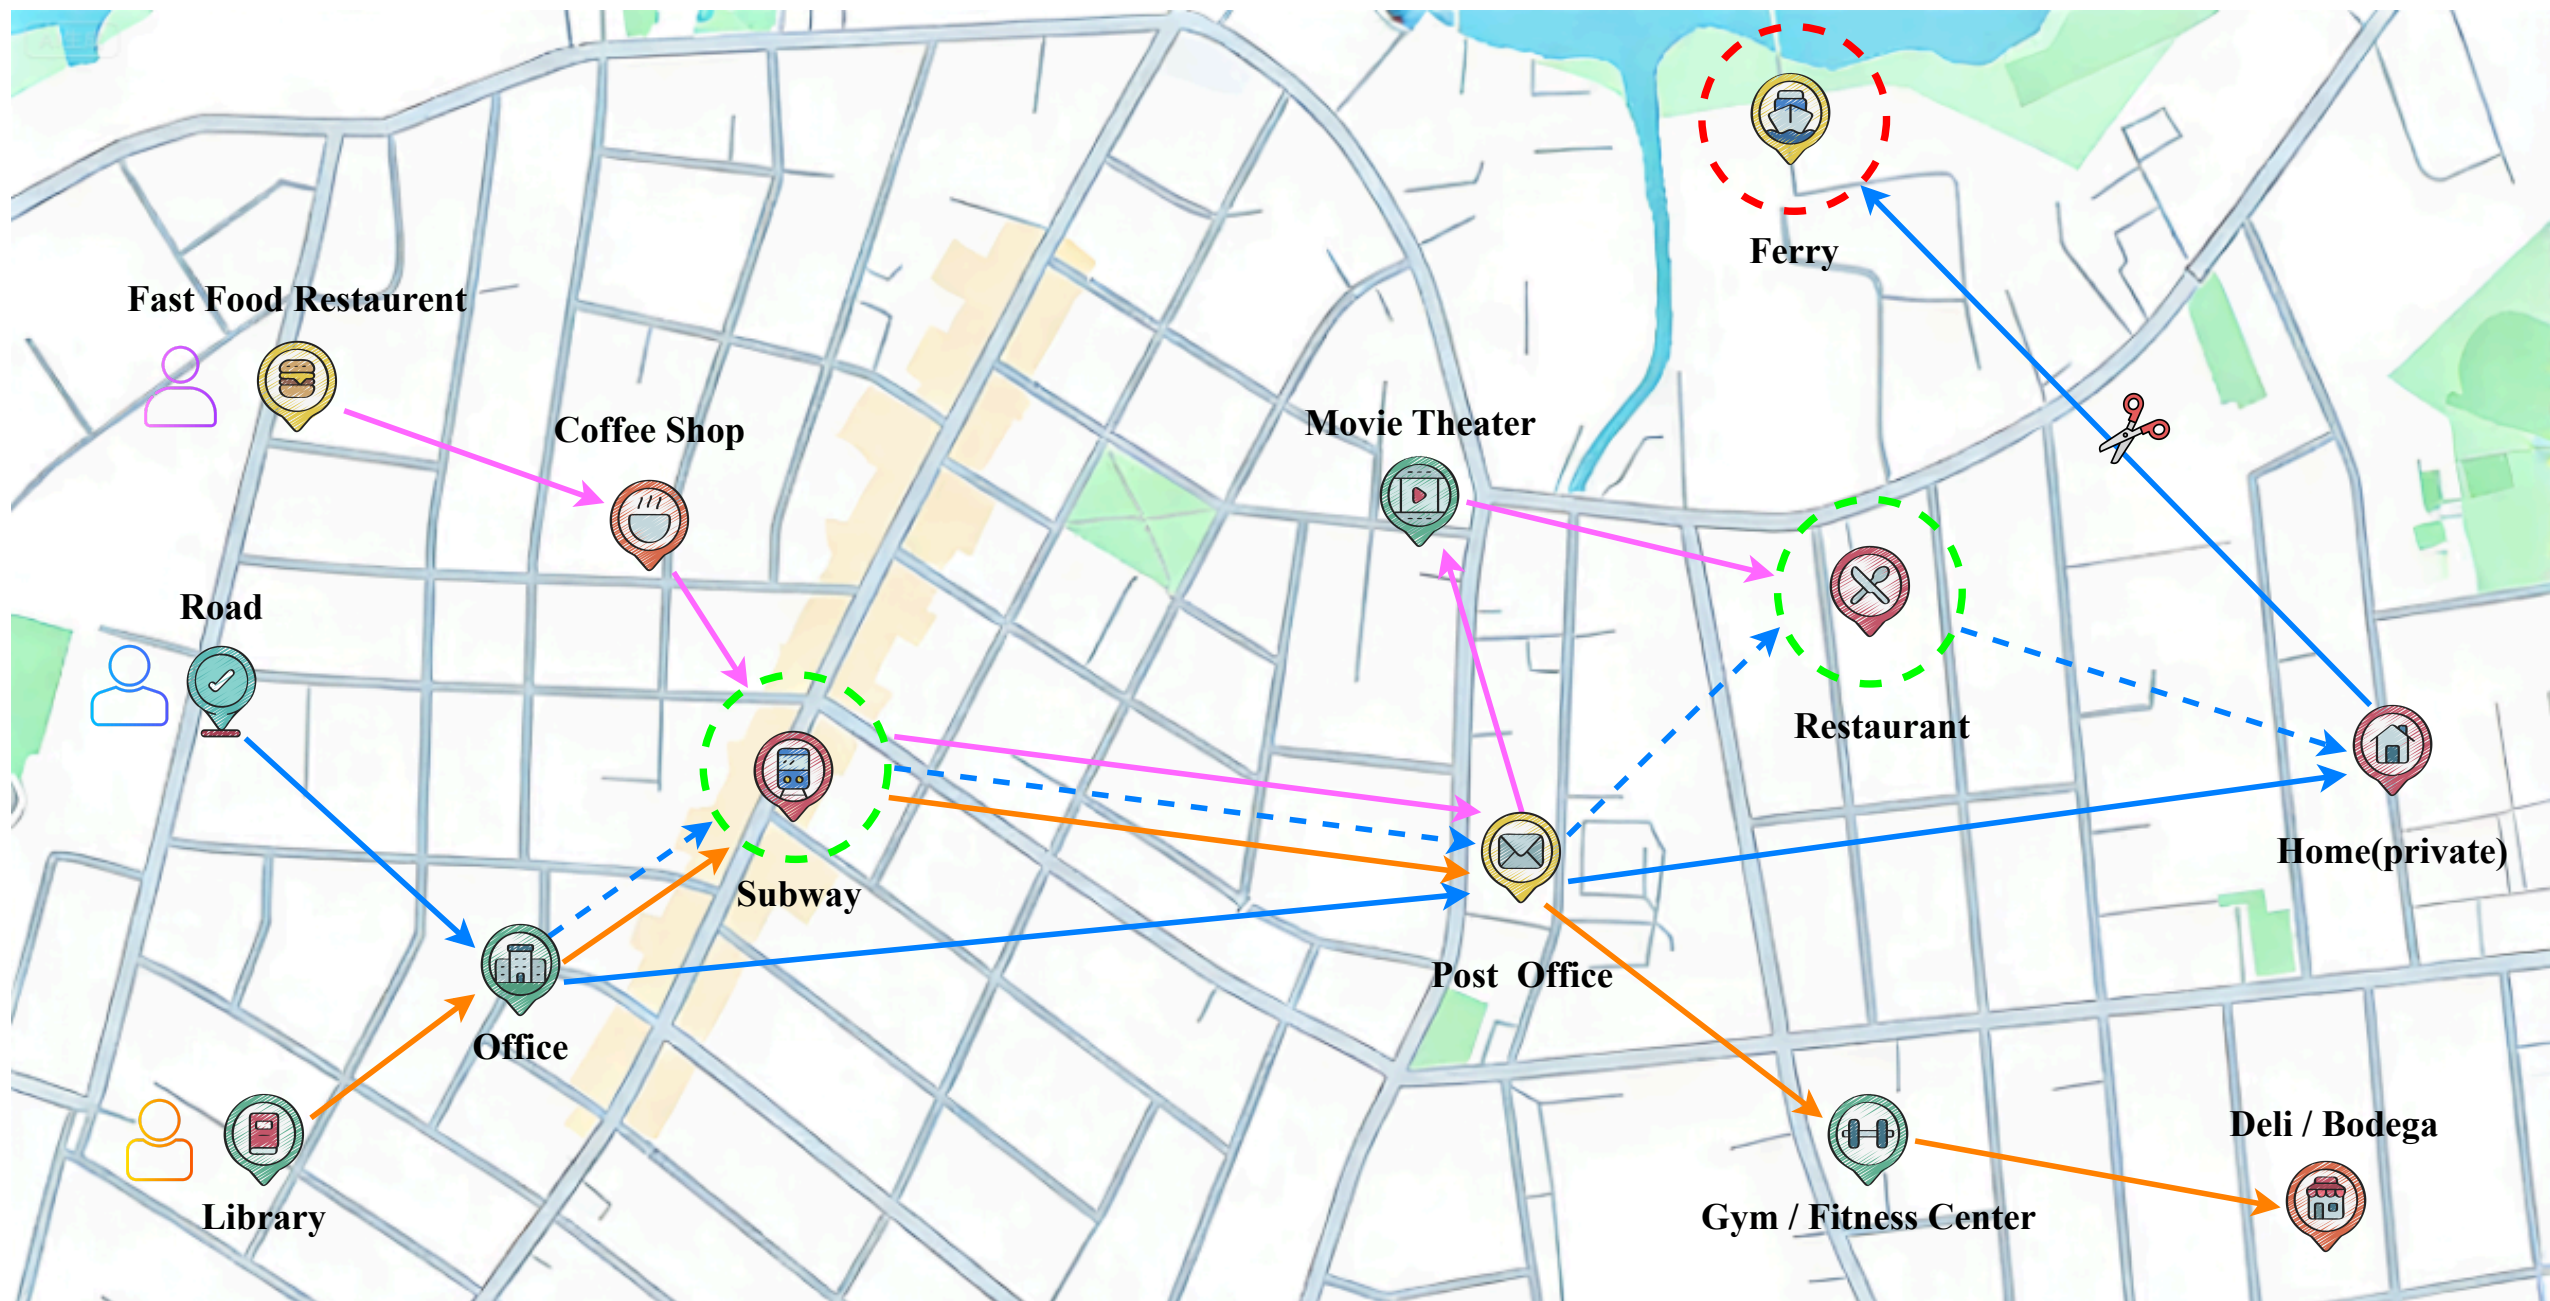 Ferry
Fast Food Restaurent
Coffee Shop
Movie Theater
Road
Restaurant
Subway
Home(private)
Post Office
Office
Deli / Bodega
Library
Gym / Fitness Center